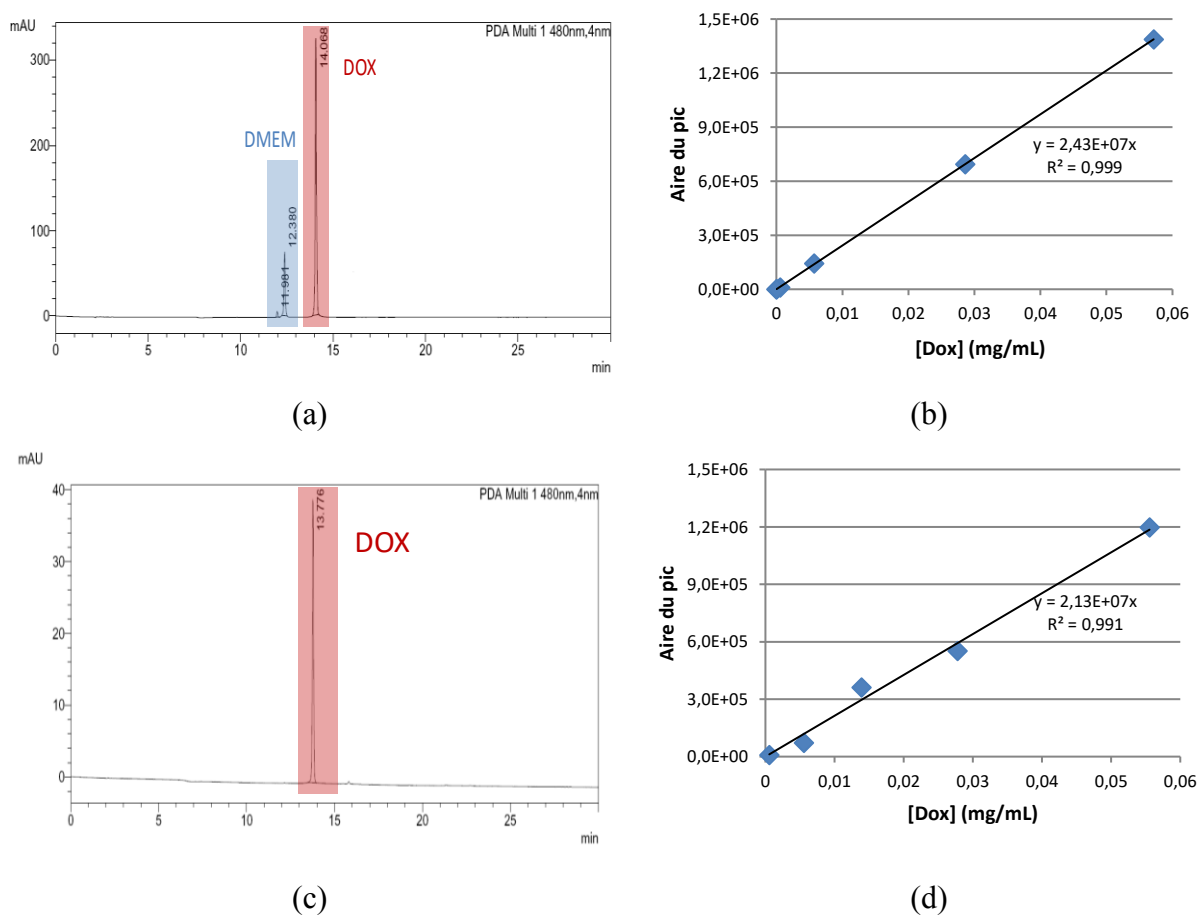 mAU
PDA Multi 1 480nm,4nm
300
200
100
0
14.068
DOX
DMEM
12.380
11.981
0 5 10 15 20 25
min
(a)
1,5E+06
1,2E+06
9,0E+05
6,0E+05
3,0E+05
0,0E+00
Aire du pic
y = 2,43E+07x
R² = 0,999
0 0,01 0,02 0,03 0,04 0,05 0,06
[Dox] (mg/mL)
(b)
mAU
PDA Multi 1 480nm,4nm
40
30
20
10
0
13.776
DOX
0 5 10 15 20 25
min
(c)
1,5E+06
1,2E+06
9,0E+05
6,0E+05
3,0E+05
0,0E+00
Aire du pic
y = 2,13E+07x
R² = 0,991
0 0,01 0,02 0,03 0,04 0,05 0,06
[Dox] (mg/mL)
(d)